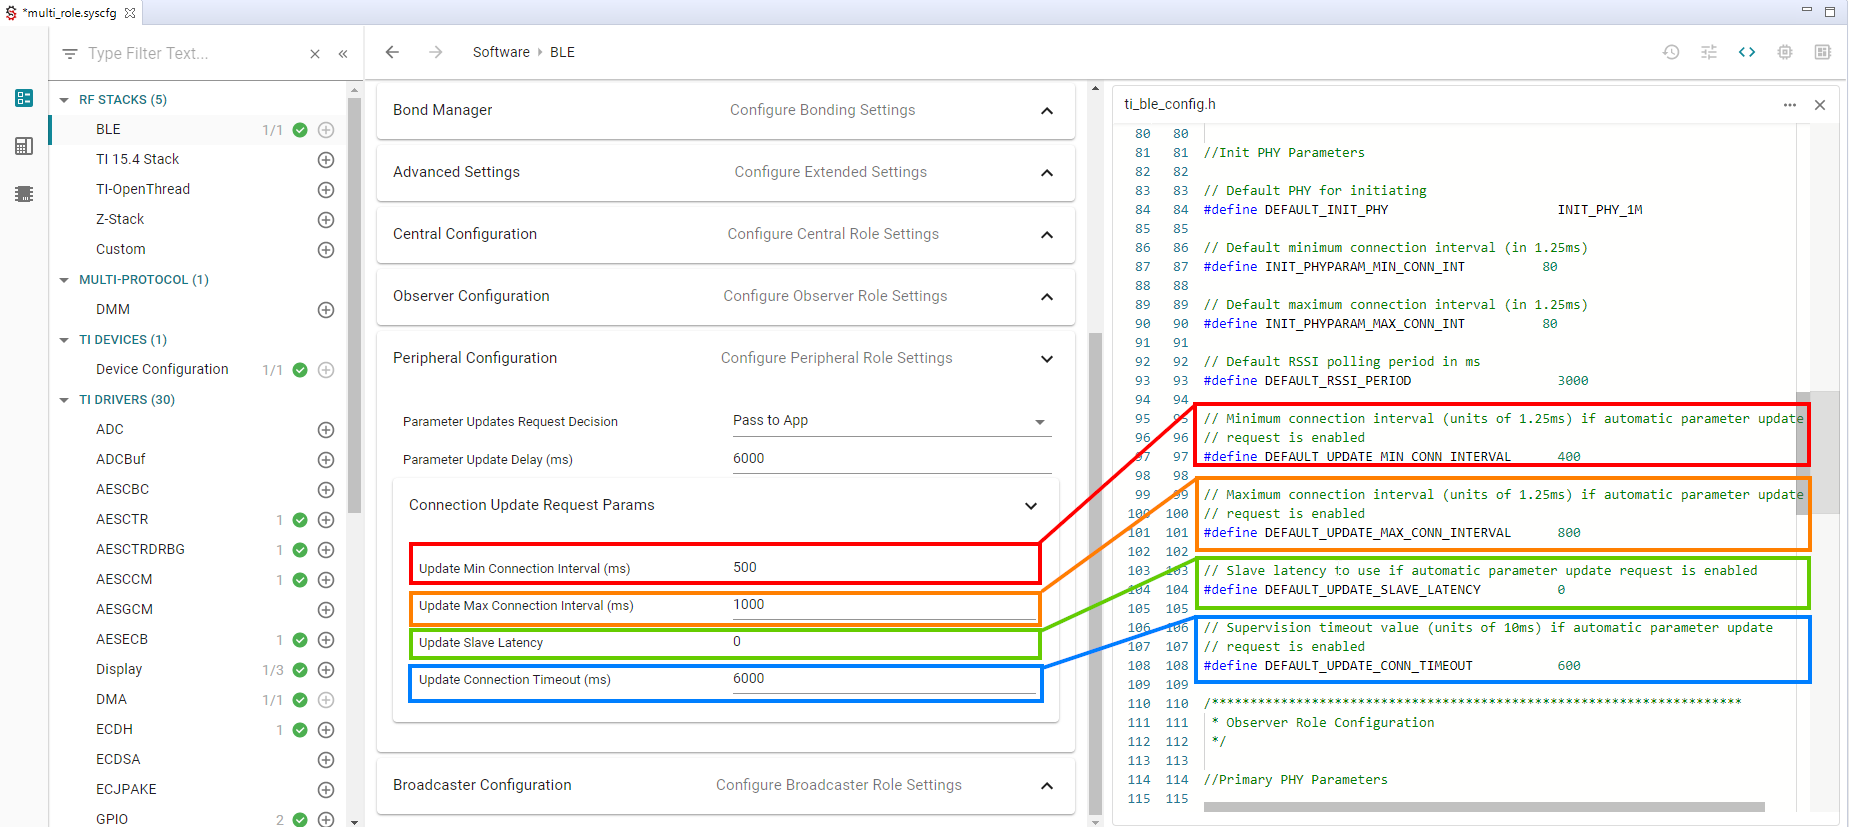 *multi_role.syscfg
Type Filter Text...
Software › BLE
RF STACKS (5)
BLE 1/1
TI 15.4 Stack
TI-OpenThread
Z-Stack
Custom
MULTI-PROTOCOL (1)
DMM
TI DEVICES (1)
Device Configuration 1/1
TI DRIVERS (30)
ADC
ADCBuf
AESCBC
AESCTR 1
AESCTRDRBG 1
AESCCM 1
AESGCM
AESECB 1
Display 1/3
DMA 1/1
ECDH 1
ECDSA
ECJPAKE
GPIO 2
Bond Manager Configure Bonding Settings
Advanced Settings Configure Extended Settings
Central Configuration Configure Central Role Settings
Observer Configuration Configure Observer Role Settings
Peripheral Configuration Configure Peripheral Role Settings
Parameter Updates Request Decision Pass to App
Parameter Update Delay (ms) 6000
Connection Update Request Params
Update Min Connection Interval (ms) 500
Update Max Connection Interval (ms) 1000
Update Slave Latency 0
Update Connection Timeout (ms) 6000
Broadcaster Configuration Configure Broadcaster Role Settings
ti_ble_config.h
80 80
81 81 //Init PHY Parameters
82 82
83 83 // Default PHY for initiating
84 84 #define DEFAULT_INIT_PHY INIT_PHY_1M
85 85
86 86 // Default minimum connection interval (in 1.25ms)
87 87 #define INIT_PHYPARAM_MIN_CONN_INT 80
88 88
89 89 // Default maximum connection interval (in 1.25ms)
90 90 #define INIT_PHYPARAM_MAX_CONN_INT 80
91 91
92 92 // Default RSSI polling period in ms
93 93 #define DEFAULT_RSSI_PERIOD 3000
94 94
95 95 // Minimum connection interval (units of 1.25ms) if automatic parameter update
96 96 // request is enabled
97 97 #define DEFAULT_UPDATE_MIN_CONN_INTERVAL 400
98 98
99 99 // Maximum connection interval (units of 1.25ms) if automatic parameter update
100 100 // request is enabled
101 101 #define DEFAULT_UPDATE_MAX_CONN_INTERVAL 800
102 102
103 103 // Slave latency to use if automatic parameter update request is enabled
104 104 #define DEFAULT_UPDATE_SLAVE_LATENCY 0
105 105
106 106 // Supervision timeout value (units of 10ms) if automatic parameter update
107 107 // request is enabled
108 108 #define DEFAULT_UPDATE_CONN_TIMEOUT 600
109 109
110 110 /*********************************************************************
111 111 * Observer Role Configuration
112 112 */
113 113
114 114 //Primary PHY Parameters
115 115